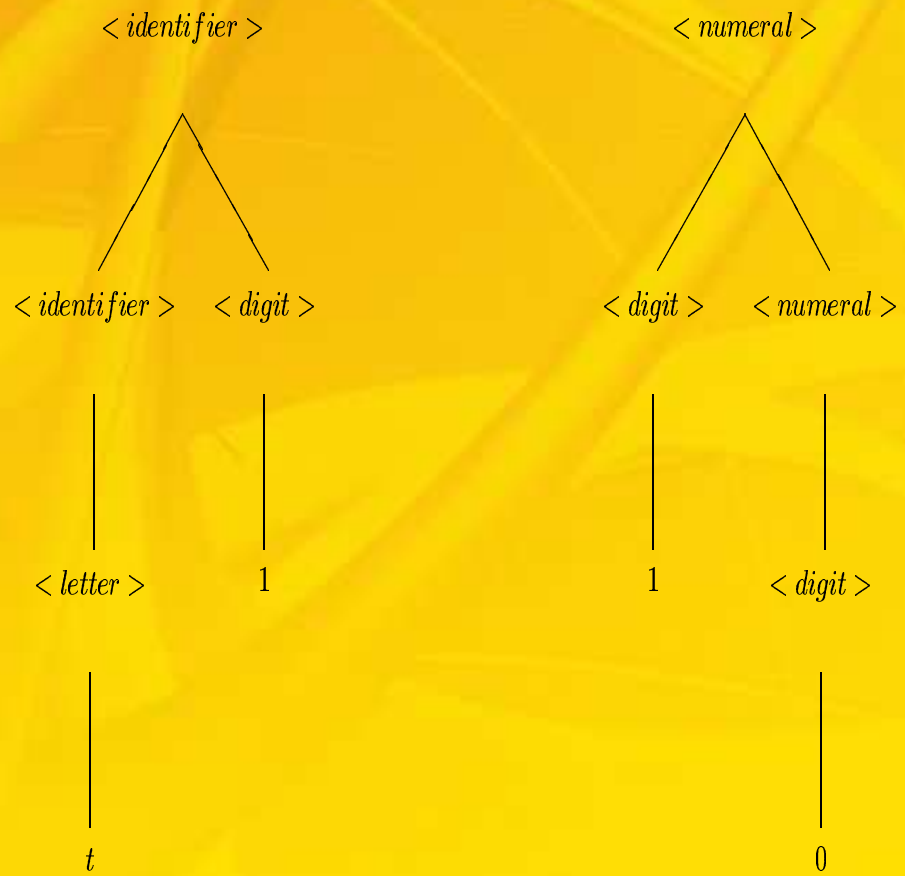 < identifier > < numeral >
< identifier > < digit > < digit > < numeral >
< letter > 1 1 < digit >
t 0